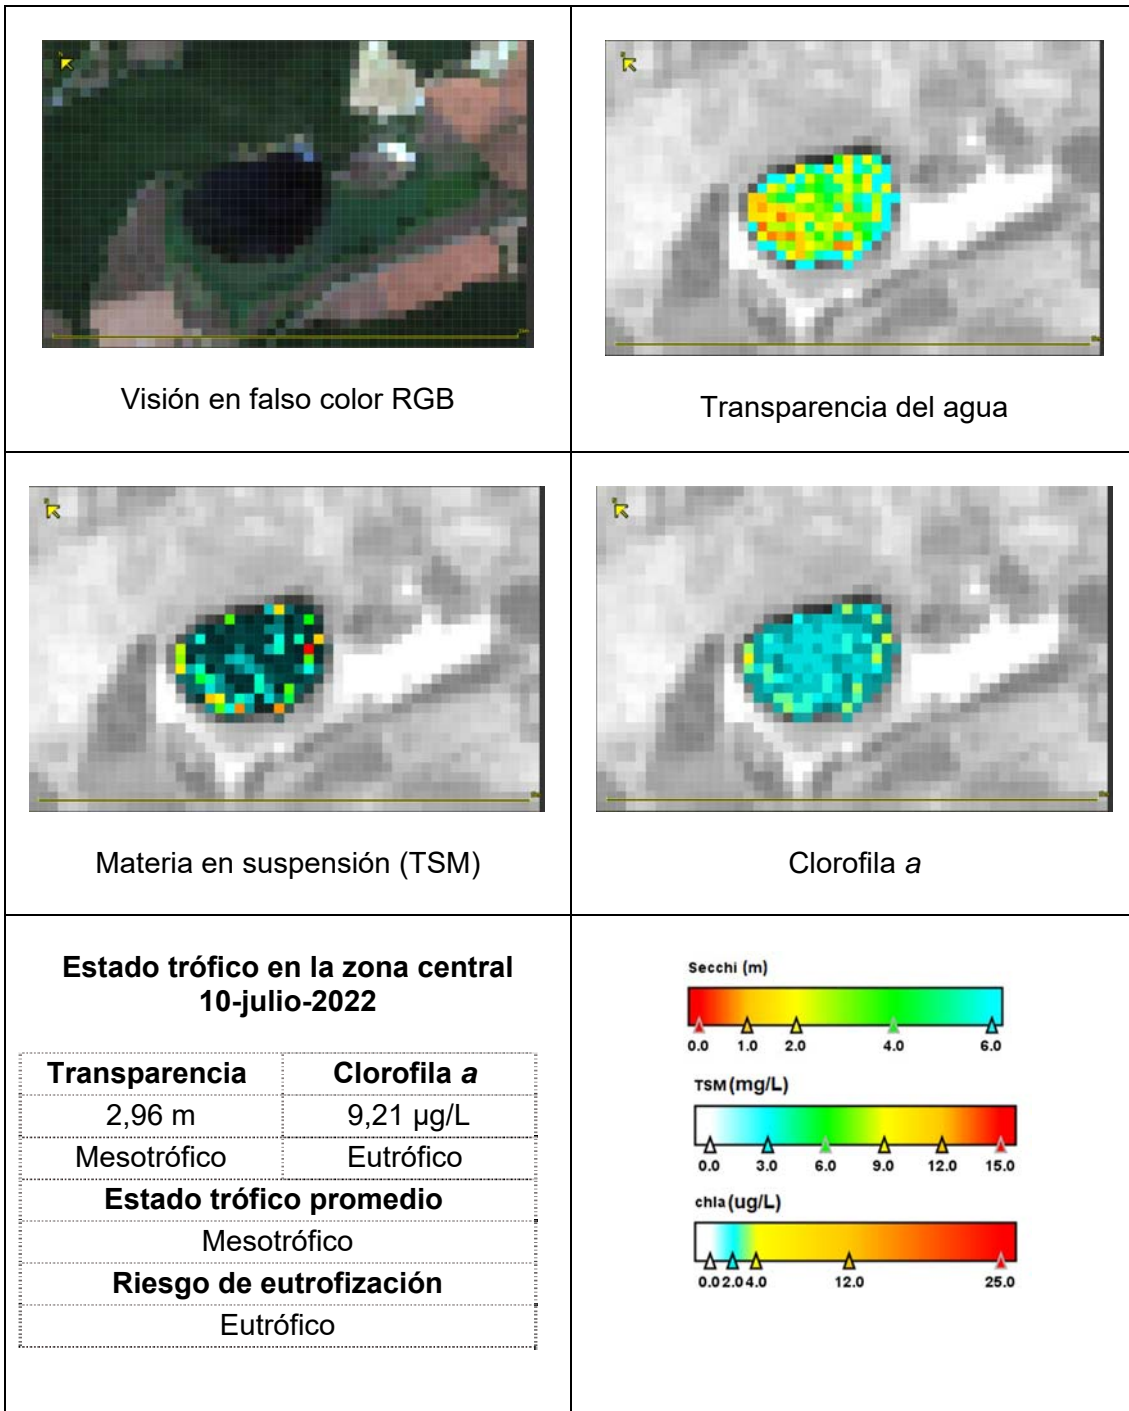 Visión en falso color RGB
Transparencia del agua
Materia en suspensión (TSM)
Clorofila a
Estado trófico en la zona central
10-julio-2022
Transparencia Clorofila a
2,96 m 9,21 µg/L
Mesotrófico Eutrófico
Estado trófico promedio
Mesotrófico
Riesgo de eutrofización
Eutrófico
Secchi (m)
0.0 1.0 2.0 4.0 6.0
TSM (mg/L)
0.0 3.0 6.0 9.0 12.0 15.0
chla (ug/L)
0.0 2.0 4.0 12.0 25.0